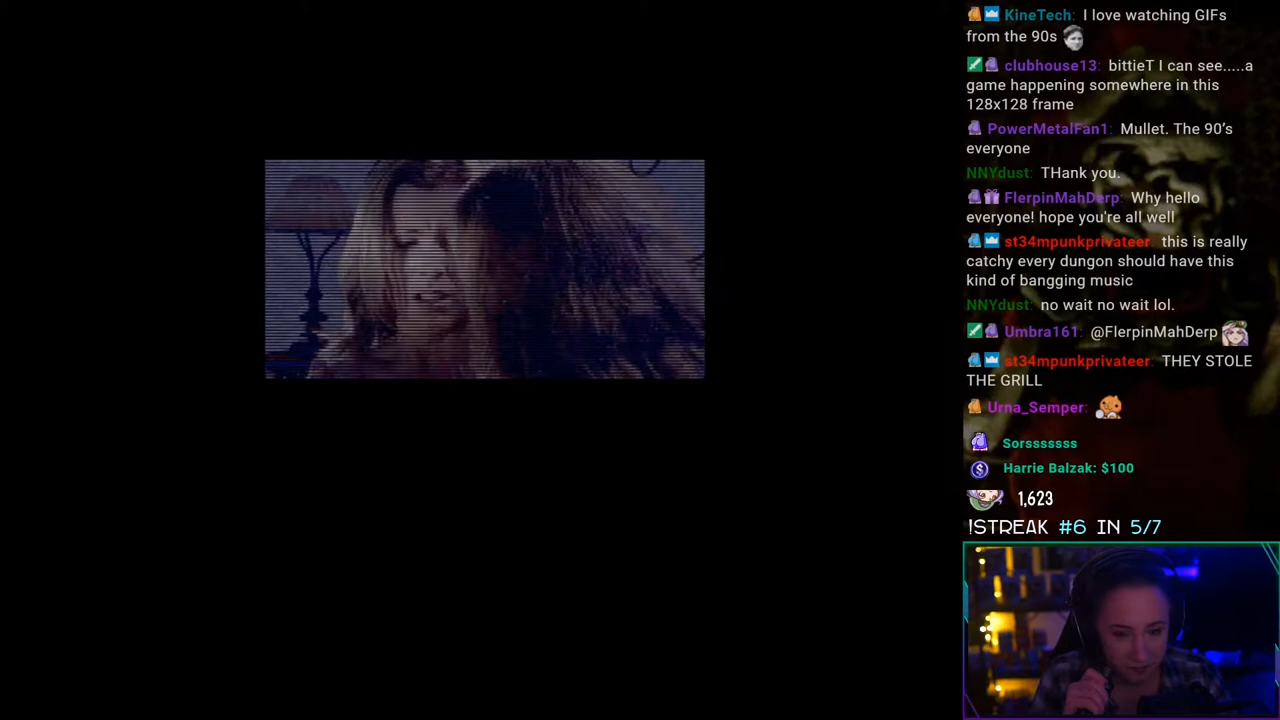 KineTech: I love watching GIFs
from the 90s
clubhouse13: bittieT I can see.....a
game happening somewhere in this
128x128 frame
PowerMetalFan1: Mullet. The 90's
everyone
NNYdust: THank you.
FlerpinMahDerp: Why hello
everyone! hope you're all well
st34mpunkprivateer: this is really
catchy every dungon should have this
kind of bangging music
NNYdust: no wait no wait lol.
Umbra161: @FlerpinMahDerp
st34mpunkprivateer: THEY STOLE
THE GRILL
Urna_Semper:
Sorsssssss
Harrie Balzak: $100
1,623
!STREAK #6 IN 5/7